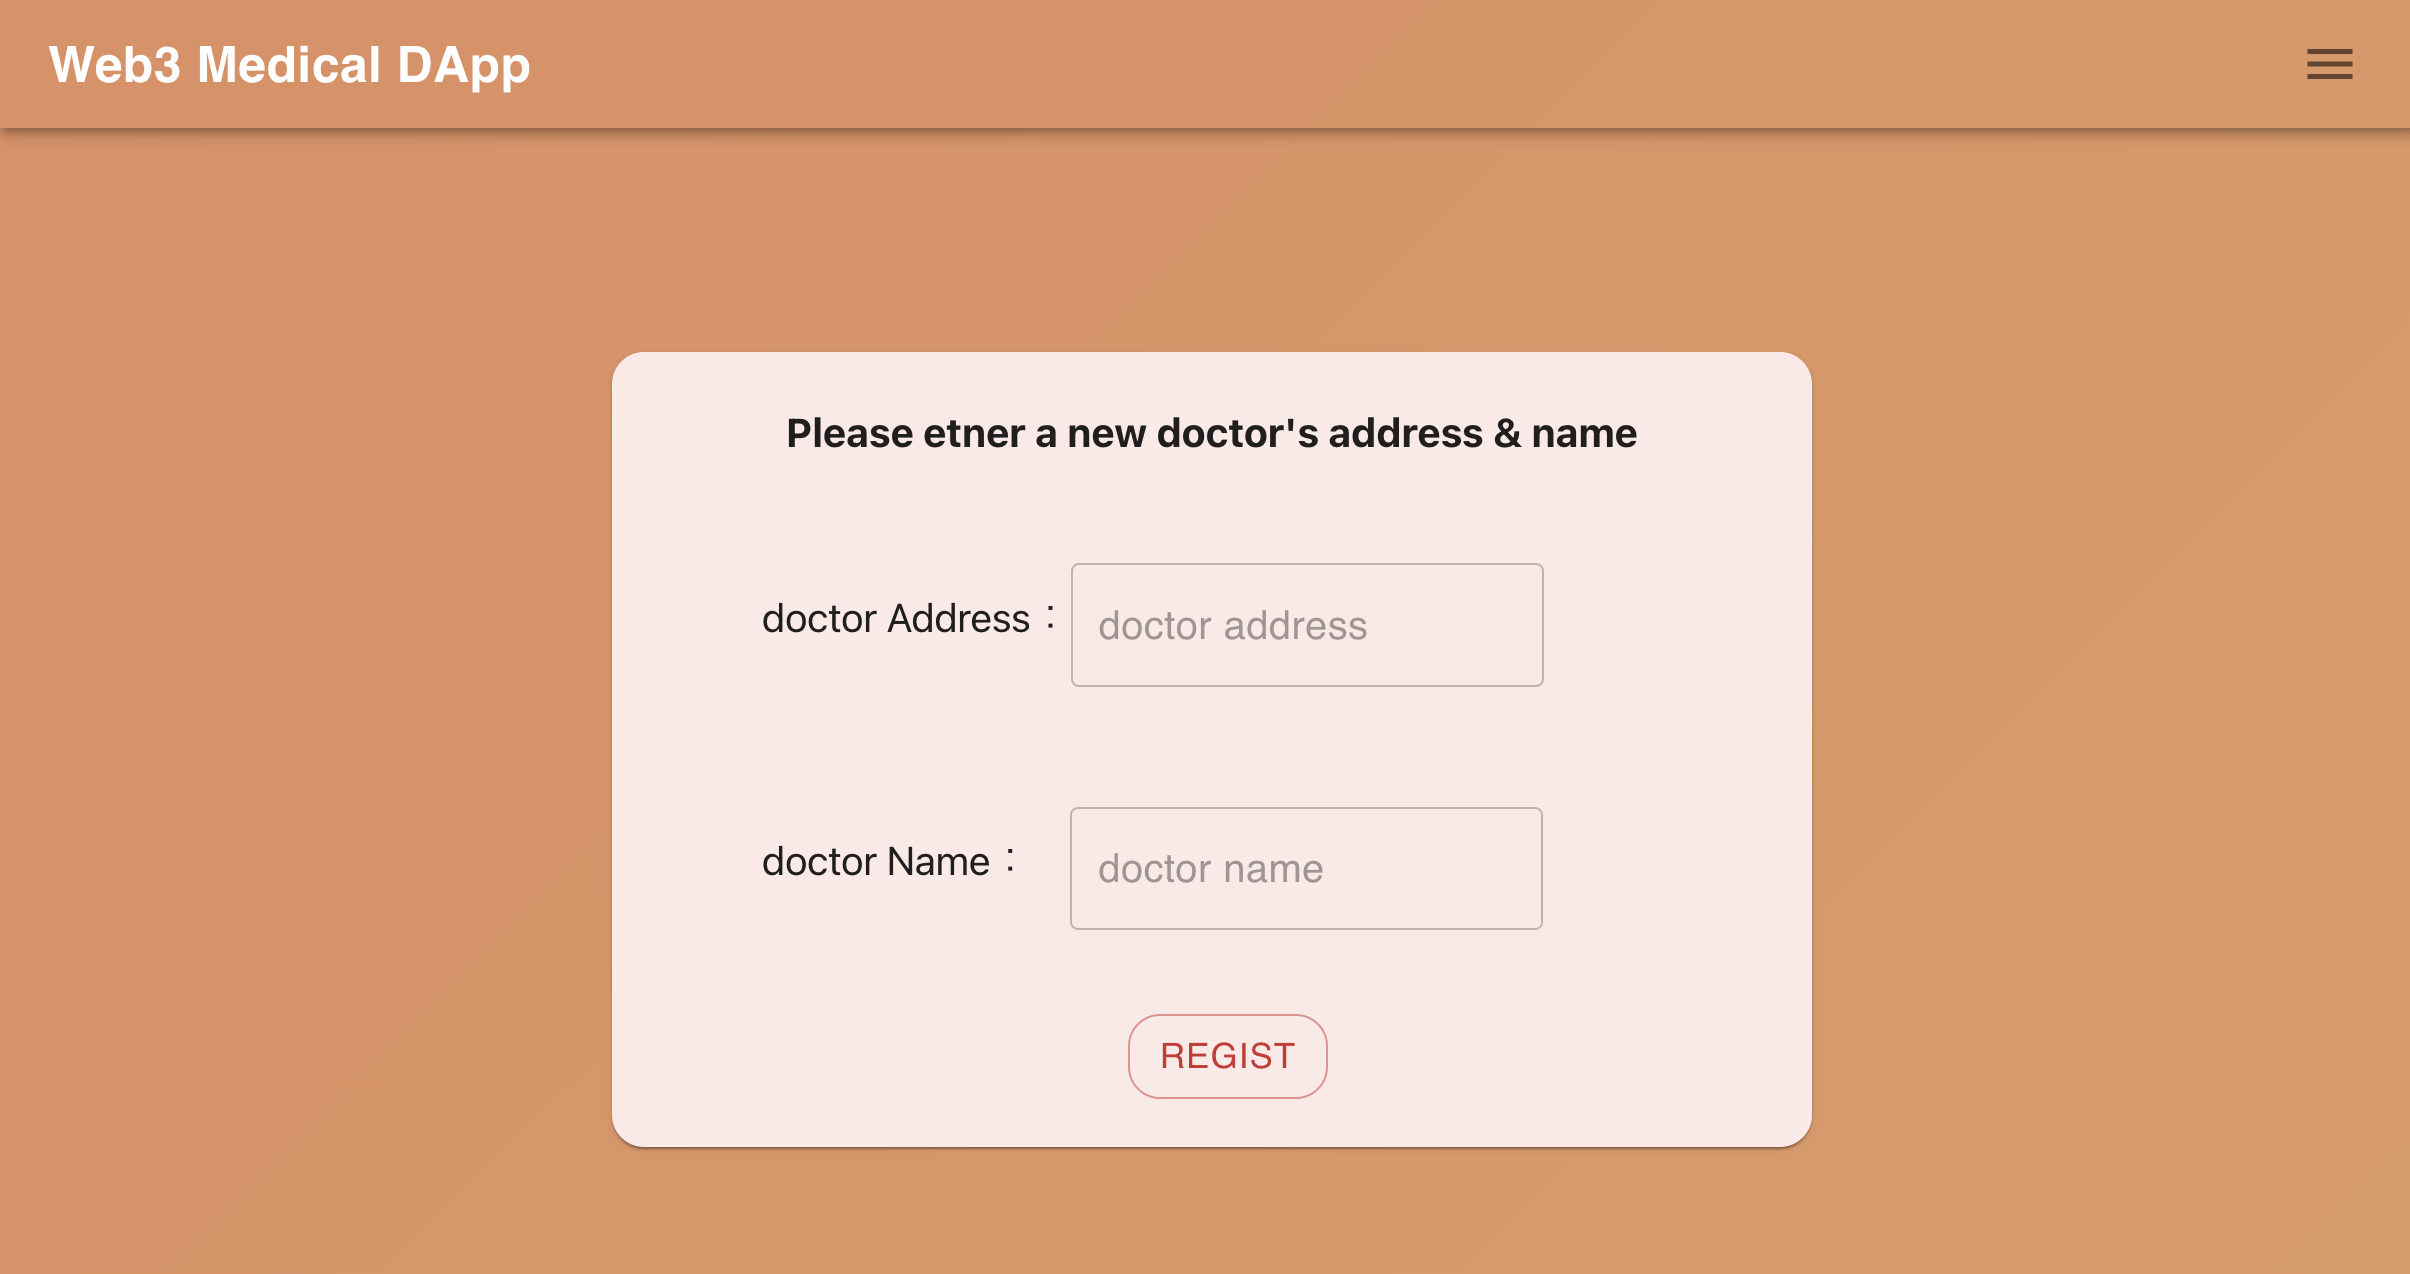 Web3 Medical DApp
Please etner a new doctor's address & name
doctor Address： doctor address
doctor Name： doctor name
REGIST